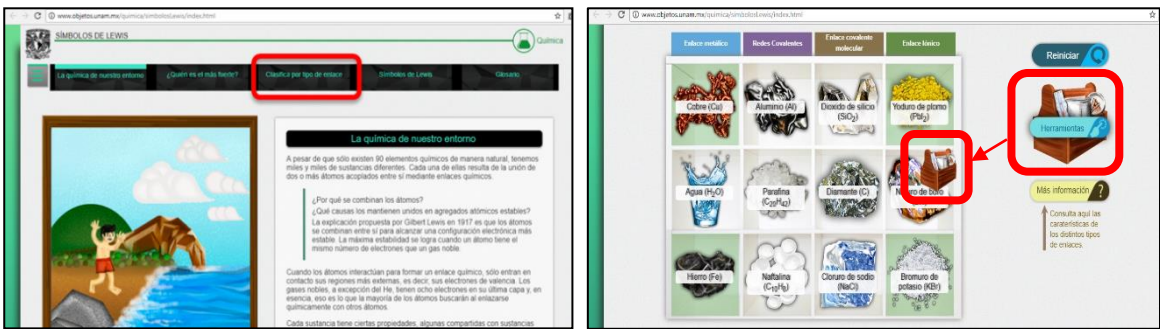 www.objetos.unam.mx/quimica/simbolosLewis/index.html
SÍMBOLOS DE LEWIS
Química
La química de nuestro entorno
¿Quién es el más fuerte?
Clasifica por tipo de enlace
Símbolos de Lewis
Glosario
La química de nuestro entorno
A pesar de que sólo existen 90 elementos químicos de manera natural, tenemos
miles y miles de sustancias diferentes. Cada una de ellas resulta de la unión de
dos o más átomos acoplados entre sí mediante enlaces químicos.
¿Por qué se combinan los átomos?
¿Qué causas los mantienen unidos en agregados atómicos estables?
La explicación propuesta por Gilbert Lewis en 1917 es que los átomos
se combinan entre sí para alcanzar una configuración electrónica más
estable. La máxima estabilidad se logra cuando un átomo tiene el
mismo número de electrones que un gas noble.
Cuando los átomos interactúan para formar un enlace químico, sólo entran en
contacto sus regiones más externas, es decir, sus electrones de valencia. Los
gases nobles, a excepción del He, tienen ocho electrones en su última capa y, en
esencia, eso es lo que la mayoría de los átomos buscarán al enlazarse
químicamente con otros átomos.
Cada sustancia tiene ciertas propiedades, algunas compartidas con sustancias
www.objetos.unam.mx/quimica/simbolosLewis/index.html
Enlace metálico
Redes Covalentes
Enlace covalente
molecular
Enlace Iónico
Cobre (Cu)
Aluminio (Al)
Dioxido de silicio
(SiO2)
Yoduro de plomo
(PbI2)
Agua (H2O)
Parafina
(C20H42)
Diamante (C)
Hierro (Fe)
Naftalina
(C10H8)
Cloruro de sodio
(NaCl)
Bromuro de
potasio (KBr)
Reiniciar
Herramientas
Más información ?
Consulta aquí las
caraterísticas de
los distintos tipos
de enlaces.